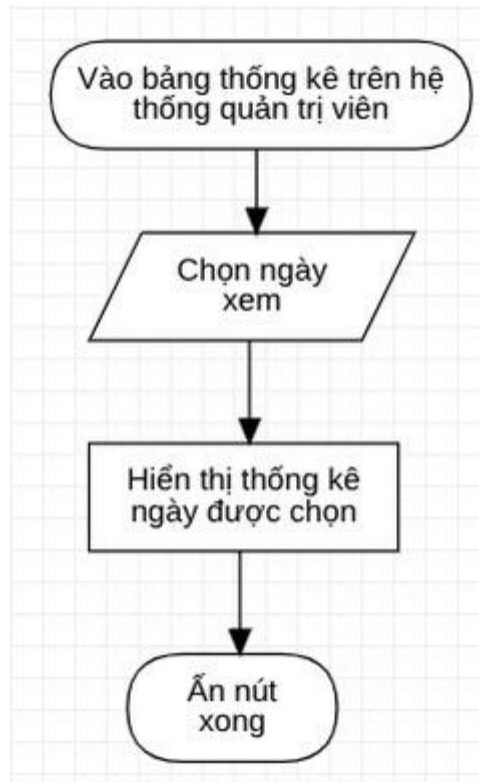 Vào bảng thống kê trên hệ
thống quản trị viên
Chọn ngày
xem
Hiển thị thống kê
ngày được chọn
Ấn nút
xong